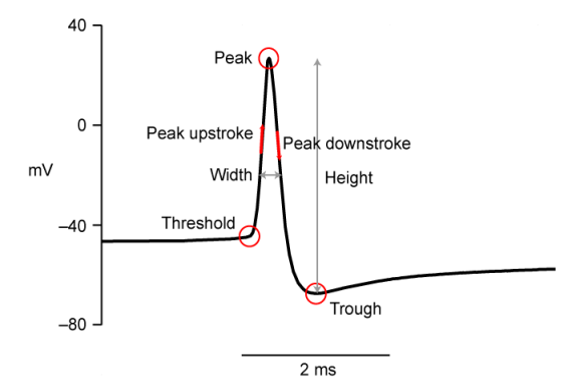 40
Peak
0
Peak upstroke
Peak downstroke
mV
Width
Height
Threshold
–40
Trough
–80
2 ms